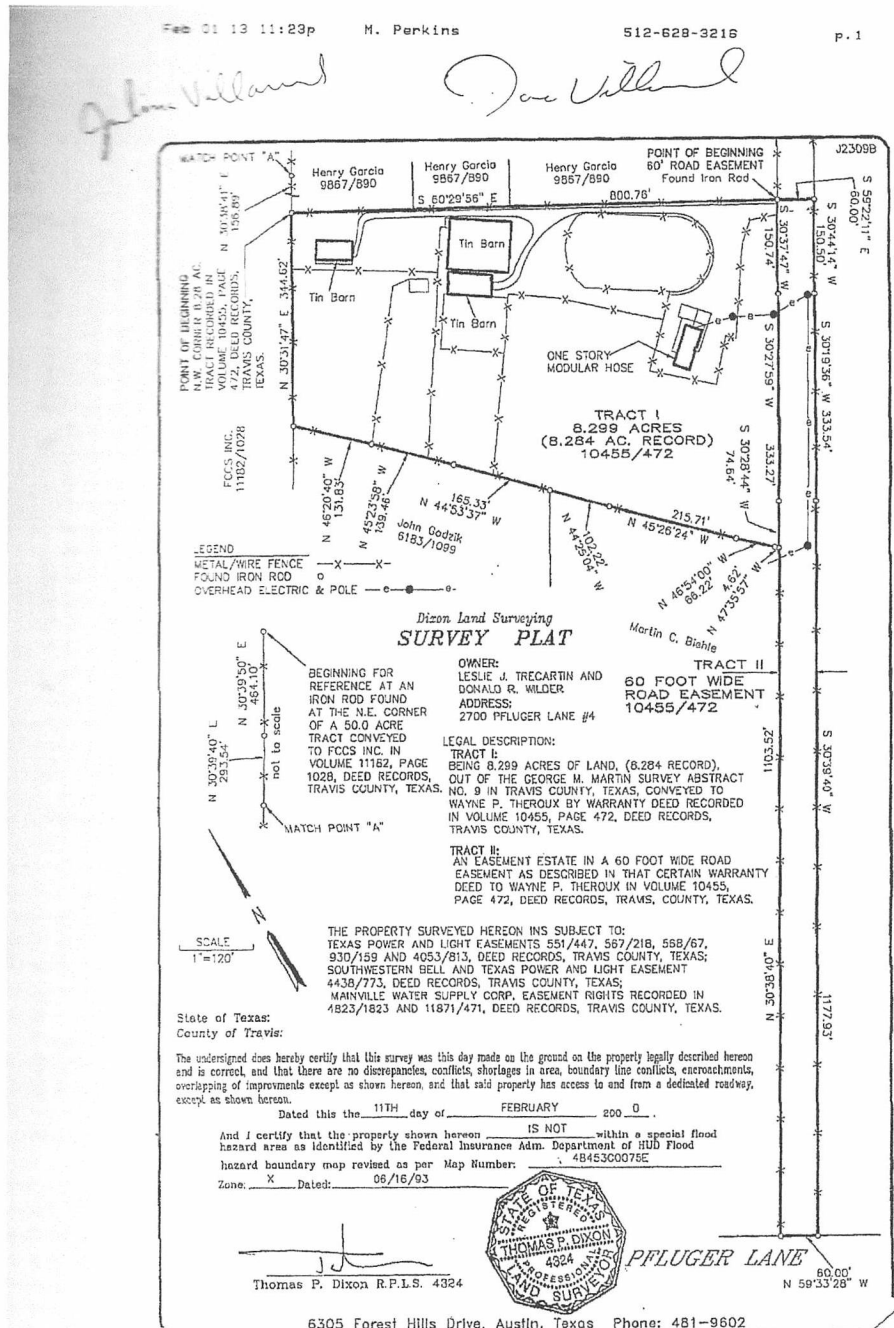 Feb 01 13 11:23p M. Perkins 512-628-3216 p.1
Villarreal
Joe Villarreal
J2309B
MATCH POINT "A"
Henry Garcia
9867/890
Henry Garcia
9867/890
Henry Garcia
9867/890
POINT OF BEGINNING
60' ROAD EASEMENT
Found Iron Rod
S 60°29'56" E
800.76'
S 59°22'11" E
60.00'
N 30°38'41" E
156.89'
S 30°37'47" W
150.74'
S 30°44'14" W
150.50'
POINT OF BEGINNING
N.W. CORNER 8.28 AC.
TRACT RECORDED IN
VOLUME 10455, PAGE
472, DEED RECORDS,
TRAVIS COUNTY,
TEXAS.
N 30°31'47" E 344.62'
Tin Barn
Tin Barn
Tin Barn
ONE STORY
MODULAR HOSE
S 30°27'59" W
333.27'
S 30°19'36" W 333.54'
TRACT I
8.299 ACRES
(8.284 AC. RECORD)
10455/472
S 30°28'44" W
74.64'
FCCS INC.
11182/1028
N 46°20'40" W
131.83'
N 45°23'58" W
139.46'
John Godzik
6183/1099
165.33'
N 44°53'37" W
102.22'
N 44°25'04" W
215.71'
N 45°26'24" W
N 46°54'00" W
66.22'
4.62'
N 47°35'57" W
Martin C. Biehle
LEGEND
METAL/WIRE FENCE —X——X—
FOUND IRON ROD o
OVERHEAD ELECTRIC & POLE —e—●—e—
Dixon Land Surveying
SURVEY PLAT
N 30°39'50" E
464.10'
N 30°39'40" E
293.54'
not to scale
MATCH POINT "A"
BEGINNING FOR
REFERENCE AT AN
IRON ROD FOUND
AT THE N.E. CORNER
OF A 50.0 ACRE
TRACT CONVEYED
TO FCCS INC. IN
VOLUME 11182, PAGE
1028, DEED RECORDS,
TRAVIS COUNTY, TEXAS.
OWNER:
LESLIE J. TRECARTIN AND
DONALD R. WILDER
ADDRESS:
2700 PFLUGER LANE #4
TRACT II
60 FOOT WIDE
ROAD EASEMENT
10455/472
LEGAL DESCRIPTION:
TRACT I:
BEING 8.299 ACRES OF LAND, (8.284 RECORD),
OUT OF THE GEORGE M. MARTIN SURVEY ABSTRACT
NO. 9 IN TRAVIS COUNTY, TEXAS, CONVEYED TO
WAYNE P. THEROUX BY WARRANTY DEED RECORDED
IN VOLUME 10455, PAGE 472, DEED RECORDS,
TRAVIS COUNTY, TEXAS.
TRACT II:
AN EASEMENT ESTATE IN A 60 FOOT WIDE ROAD
EASEMENT AS DESCRIBED IN THAT CERTAIN WARRANTY
DEED TO WAYNE P. THEROUX IN VOLUME 10455,
PAGE 472, DEED RECORDS, TRAVIS, COUNTY, TEXAS.
1103.52'
N 30°38'40" E
S 30°39'40" W
1177.93'
N
SCALE
1"=120'
THE PROPERTY SURVEYED HEREON INS SUBJECT TO:
TEXAS POWER AND LIGHT EASEMENTS 551/447, 567/218, 568/67,
930/159 AND 4053/813, DEED RECORDS, TRAVIS COUNTY, TEXAS;
SOUTHWESTERN BELL AND TEXAS POWER AND LIGHT EASEMENT
4438/773, DEED RECORDS, TRAVIS COUNTY, TEXAS;
MAINVILLE WATER SUPPLY CORP. EASEMENT RIGHTS RECORDED IN
4823/1823 AND 11871/471, DEED RECORDS, TRAVIS COUNTY, TEXAS.
State of Texas:
County of Travis:
The undersigned does hereby certify that this survey was this day made on the ground on the property legally described hereon
and is correct, and that there are no discrepancies, conflicts, shortages in area, boundary line conflicts, encroachments,
overlapping of improvments except as shown hereon, and that said property has access to and from a dedicated roadway,
except as shown hereon.
Dated this the 11TH day of FEBRUARY 200 0 .
And I certify that the property shown hereon IS NOT within a special flood
hazard area as identified by the Federal Insurance Adm. Department of HUD Flood
hazard boundary map revised as per Map Number: 48453C0075E
Zone: X Dated: 06/16/93
STATE OF TEXAS
REGISTERED
THOMAS P. DIXON
4324
PROFESSIONAL
LAND SURVEYOR
Thomas P. Dixon R.P.L.S. 4324
PFLUGER LANE
60.00'
N 59°33'28" W
6305 Forest Hills Drive, Austin, Texas Phone: 481-9602